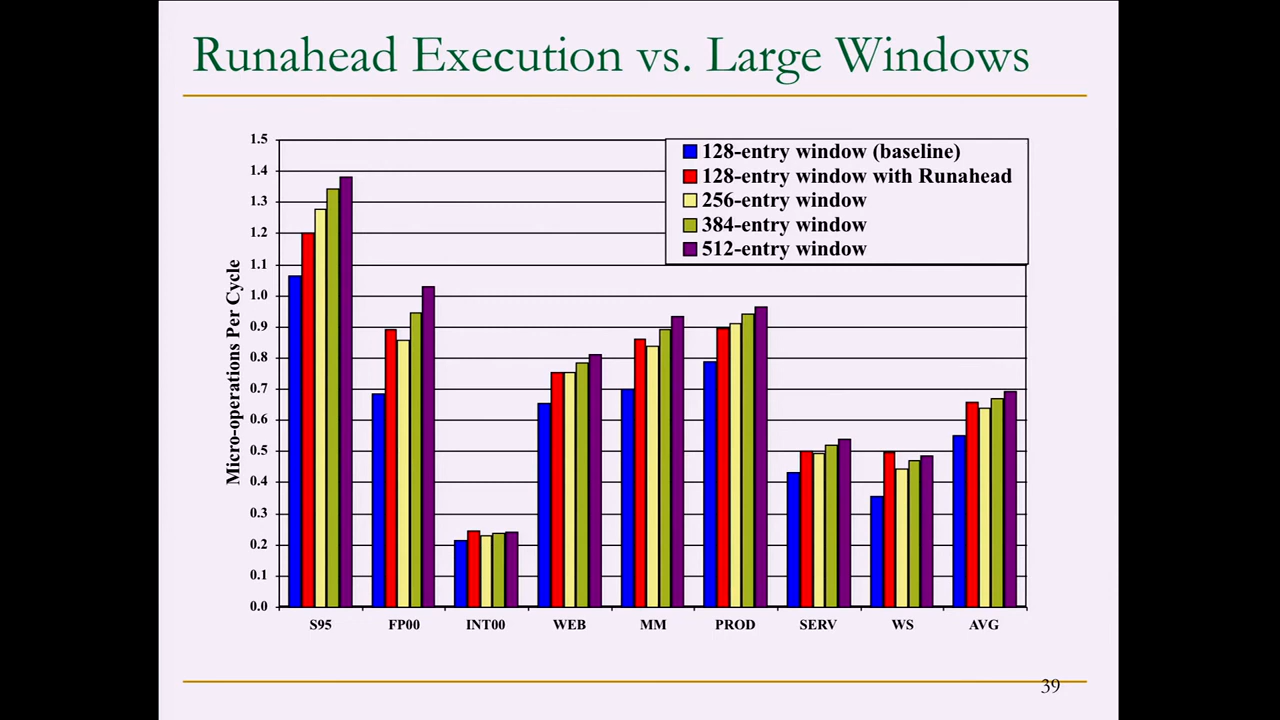 Runahead Execution vs. Large Windows
128-entry window (baseline)
128-entry window with Runahead
256-entry window
384-entry window
512-entry window
Micro-operations Per Cycle
1.5
1.4
1.3
1.2
1.1
1.0
0.9
0.8
0.7
0.6
0.5
0.4
0.3
0.2
0.1
0.0
S95 FP00 INT00 WEB MM PROD SERV WS AVG
39